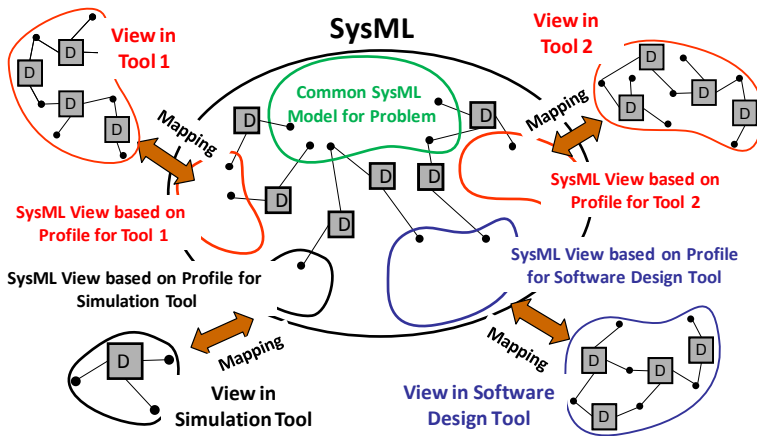 SysML
View in
Tool 1
D
D
D
D
Mapping
Common SysML
Model for Problem
D
D
D
D
D
D
View in
Tool 2
D
D
D
D
Mapping
SysML View based on
Profile for Tool 1
SysML View based on
Profile for Tool 2
SysML View based on Profile for
Simulation Tool
SysML View based on Profile
for Software Design Tool
D
Mapping
View in
Simulation Tool
Mapping
View in Software
Design Tool
D
D
D
D